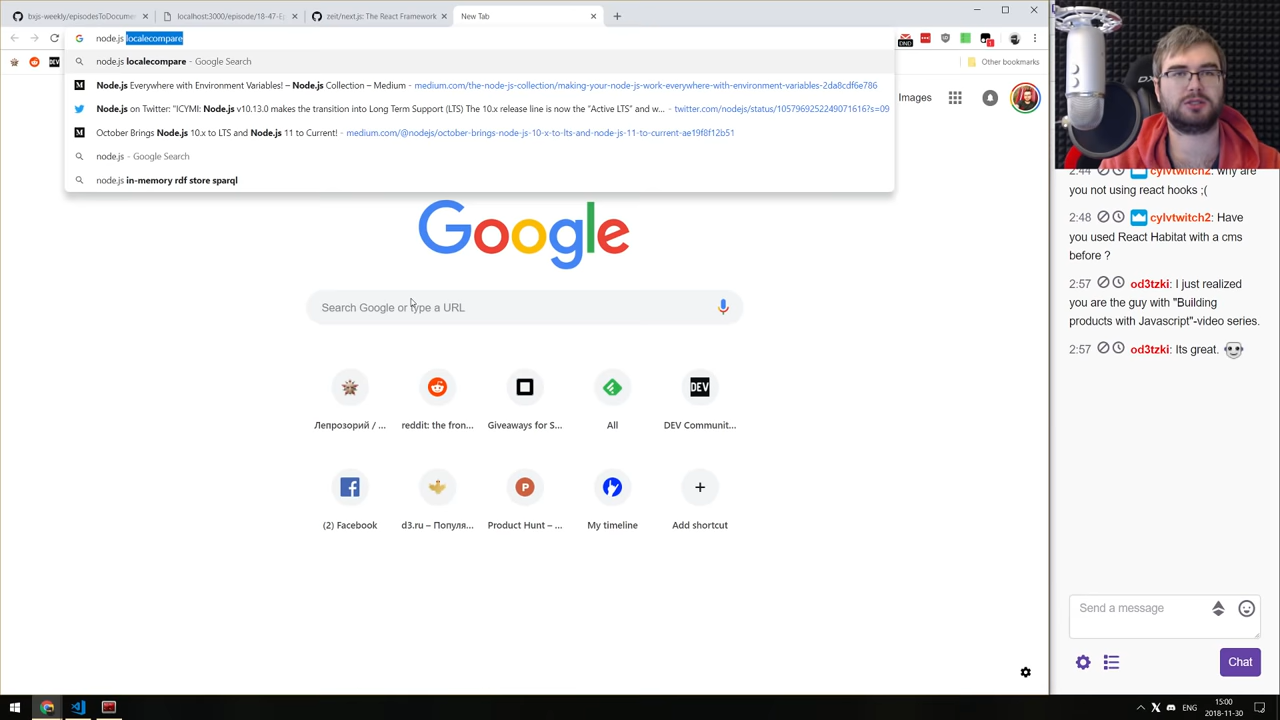 bxjs-weekly/episodesToDocume
localhost:3000/episode/18-47-Ep
zeit/next.js: The React Framework
New Tab
node.js localecompare
DND
1
DEV
Other bookmarks
node.js localecompare - Google Search
Node.js Everywhere with Environment Variables! – Node.js Collection – Medium - medium.com/the-node-js-collection/making-your-node-js-work-everywhere-with-environment-variables-2da8cdf6e786
Node.js on Twitter: "ICYMI: Node.js v10.13.0 makes the transition into Long-Term Support (LTS) The 10.x release line is now the "Active LTS" and w... - twitter.com/nodejs/status/1057969252249071616?s=09
October Brings Node.js 10.x to LTS and Node.js 11 to Current! - medium.com/@nodejs/october-brings-node-js-10-x-to-lts-and-node-js-11-to-current-ae19f8f12b51
node.js - Google Search
node.js in-memory rdf store sparql
Images
Google
Search Google or type a URL
DEV
Лепрозорий / ...
reddit: the fron...
Giveaways for S...
All
DEV Communit...
P
(2) Facebook
d3.ru – Популя...
Product Hunt – ...
My timeline
Add shortcut
2:44 cylvtwitch2: why are
you not using react hooks ;(
2:48 cylvtwitch2: Have
you used React Habitat with a cms
before ?
2:57 od3tzki: I just realized
you are the guy with "Building
products with Javascript"-video series.
2:57 od3tzki: Its great.
Send a message
Chat
ENG
15:00
2018-11-30